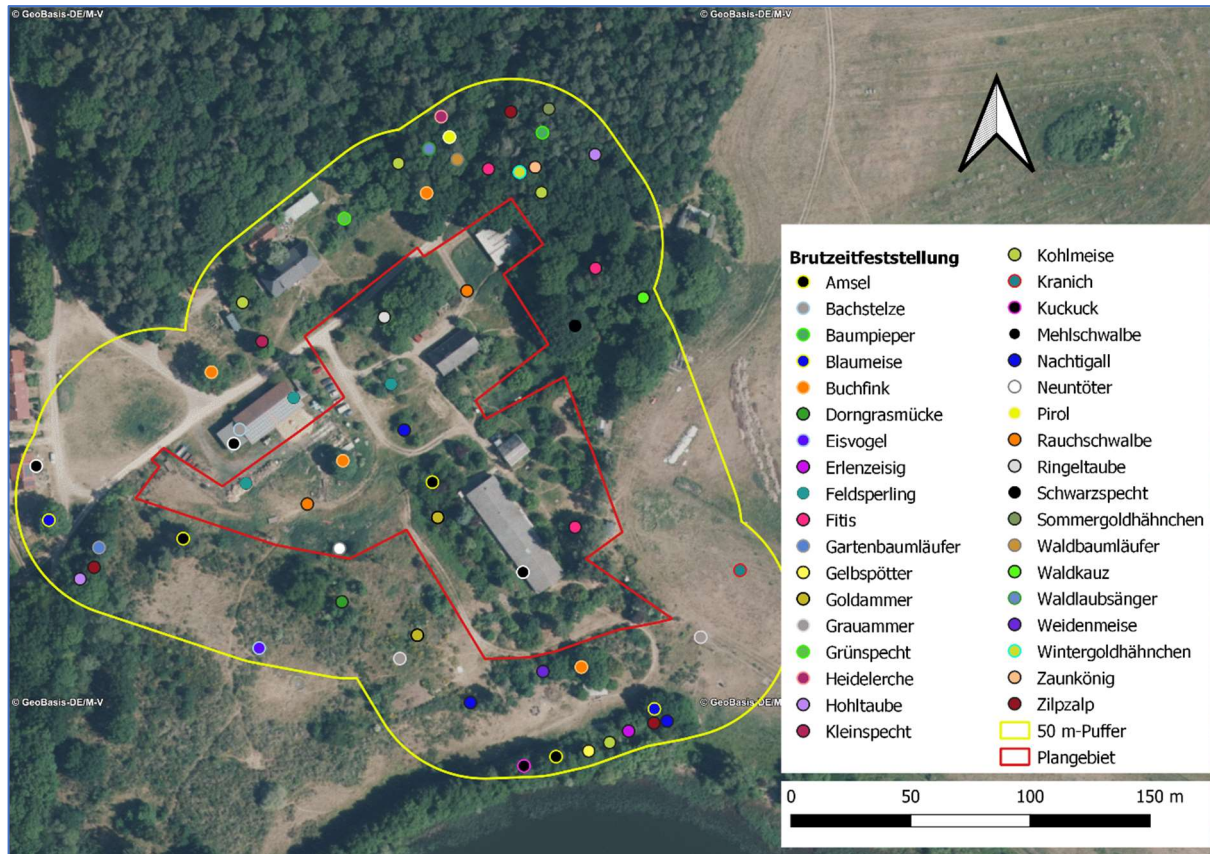 © GeoBasis-DE/M-V
© GeoBasis-DE/M-V
Brutzeitfeststellung
Amsel
Bachstelze
Baumpieper
Blaumeise
Buchfink
Dorngrasmücke
Eisvogel
Erlenzeisig
Feldsperling
Fitis
Gartenbaumläufer
Gelbspötter
Goldammer
Grauammer
Grünspecht
Heidelerche
Hohltaube
Kleinspecht
Kohlmeise
Kranich
Kuckuck
Mehlschwalbe
Nachtigall
Neuntöter
Pirol
Rauchschwalbe
Ringeltaube
Schwarzspecht
Sommergoldhähnchen
Waldbaumläufer
Waldkauz
Waldlaubsänger
Weidenmeise
Wintergoldhähnchen
Zaunkönig
Zilpzalp
50 m-Puffer
Plangebiet
© GeoBasis-DE/M-V
© GeoBasis-DE/M-V
0 50 100 150 m